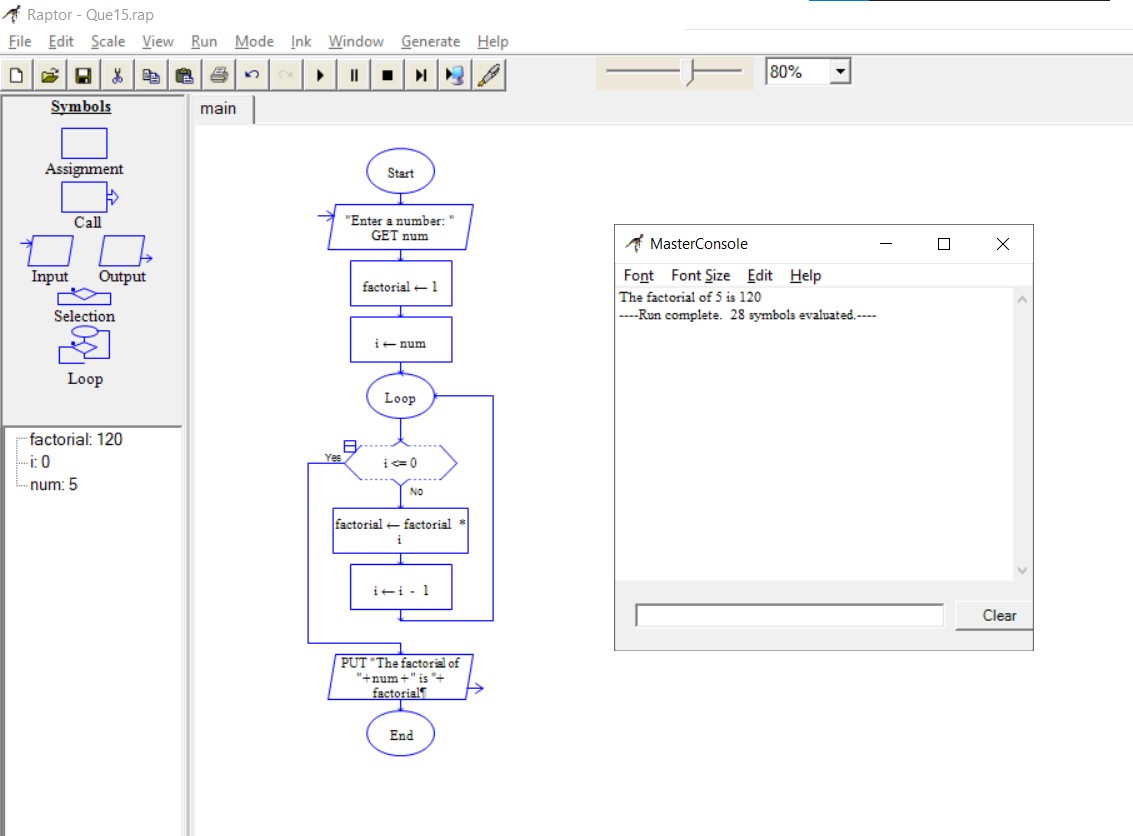 Raptor - Que15.rap
File Edit Scale View Run Mode Ink Window Generate Help
80%
Symbols
Assignment
Call
Input Output
Selection
Loop
factorial: 120
i: 0
num: 5
main
Start
"Enter a number: "
GET num
factorial ← 1
i ← num
Loop
Yes
i <= 0
No
factorial ← factorial *
i
i ← i - 1
PUT "The factorial of
"+num+" is "+
factorial¶
End
MasterConsole
Font Font Size Edit Help
The factorial of 5 is 120
----Run complete. 28 symbols evaluated.----
Clear